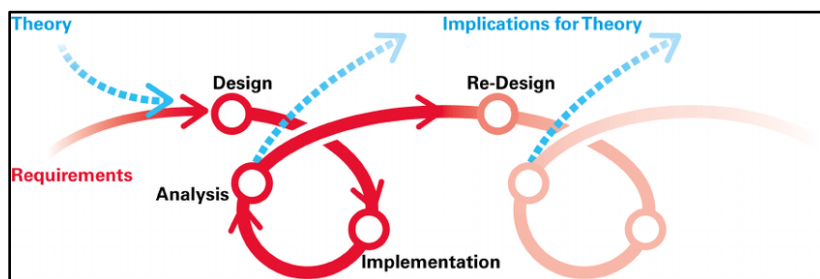 Theory
Implications for Theory
Design
Re-Design
Requirements
Analysis
Implementation